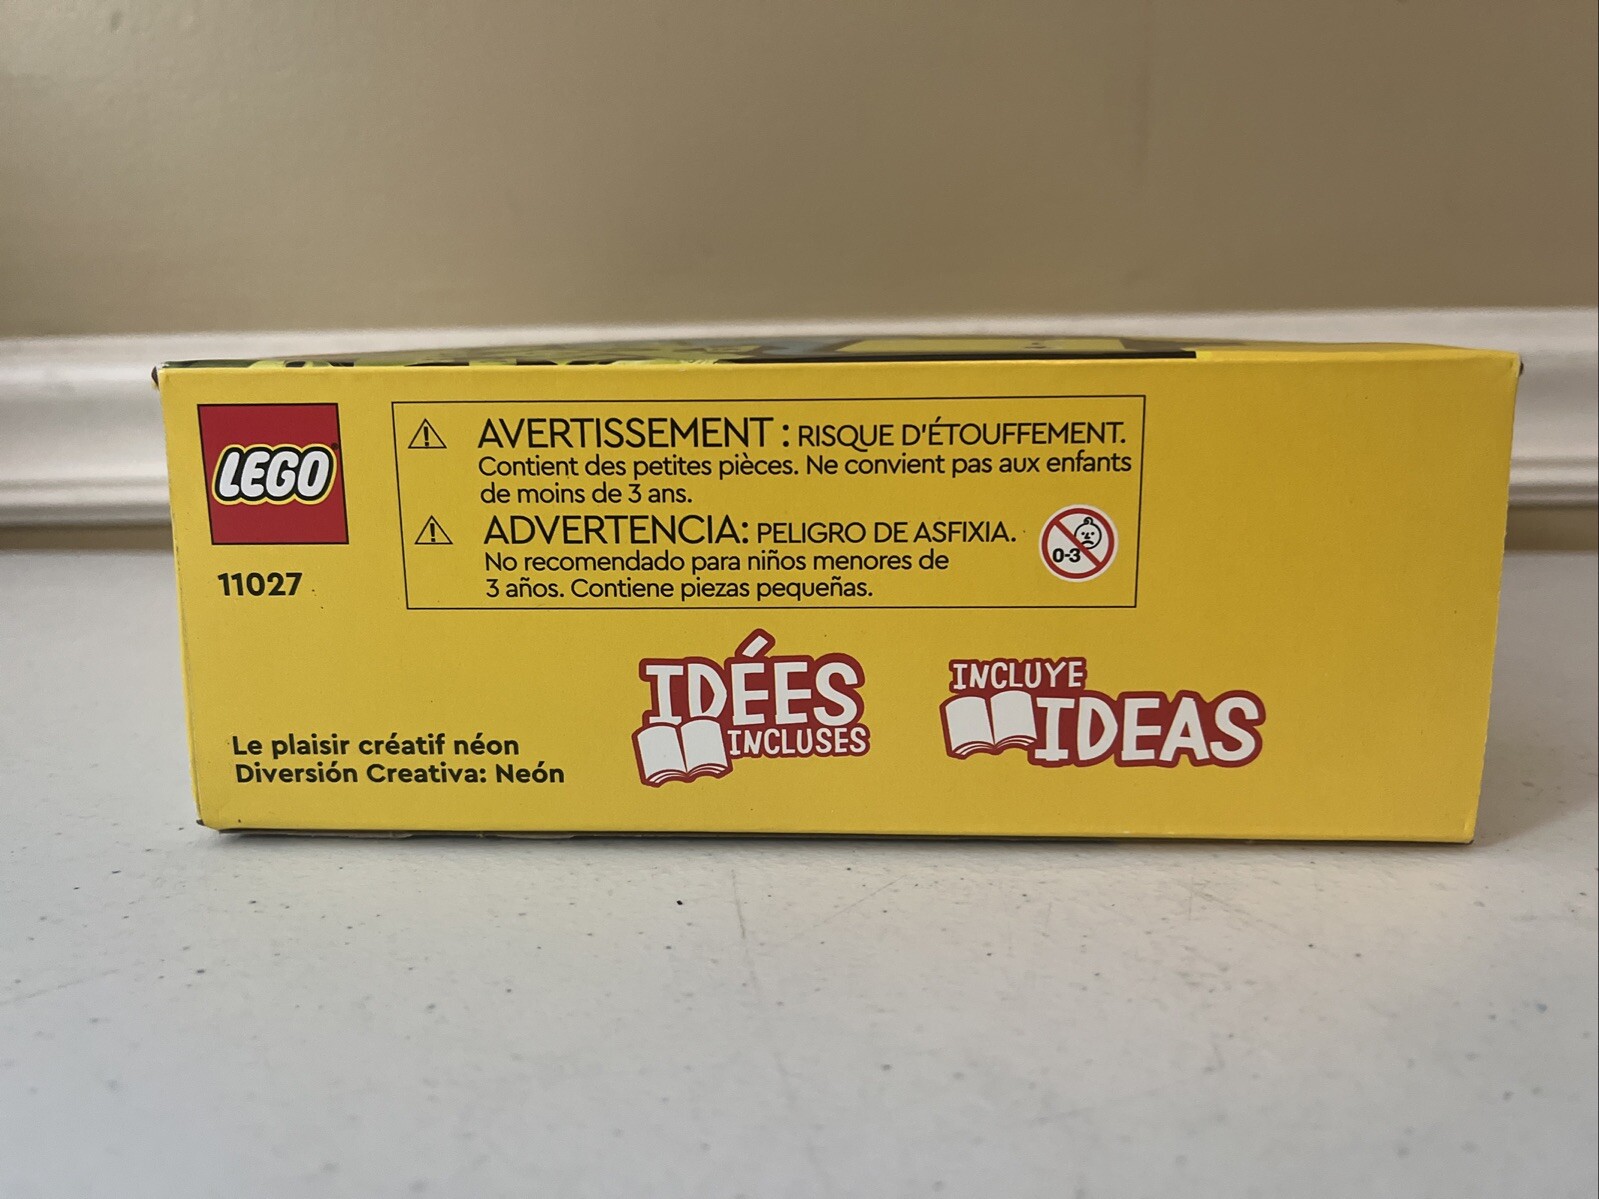 LEGO
11027
AVERTISSEMENT : RISQUE D'ÉTOUFFEMENT.
Contient des petites pièces. Ne convient pas aux enfants
de moins de 3 ans.
ADVERTENCIA: PELIGRO DE ASFIXIA.
No recomendado para niños menores de
3 años. Contiene piezas pequeñas.
0-3
Le plaisir créatif néon
Diversión Creativa: Neón
IDÉES
INCLUSES
INCLUYE
IDEAS